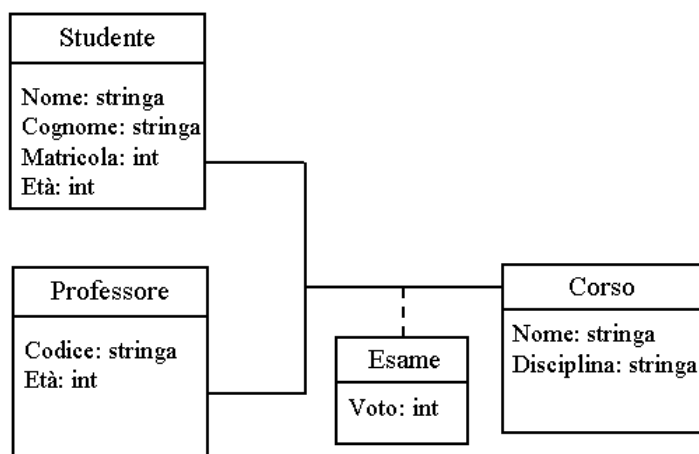 Studente
Nome: stringa
Cognome: stringa
Matricola: int
Età: int
Professore
Codice: stringa
Età: int
Esame
Voto: int
Corso
Nome: stringa
Disciplina: stringa